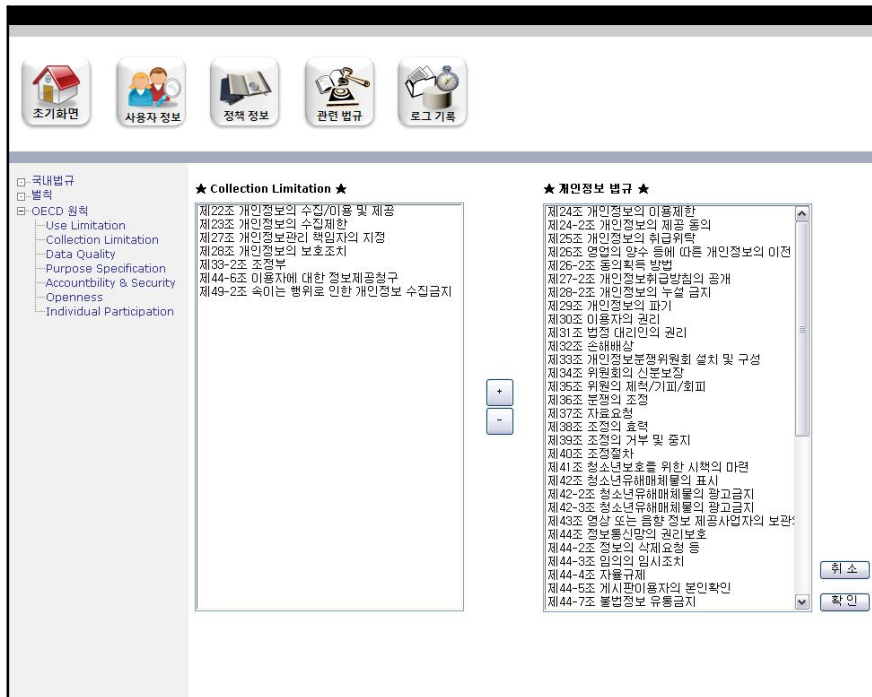 초기화면
사용자 정보
정책 정보
관련 법규
로그 기록
국내법규
벌칙
OECD 원칙
Use Limitation
Collection Limitation
Data Quality
Purpose Specification
Accountbility & Security
Openness
Individual Participation
★ Collection Limitation ★
제22조 개인정보의 수집/이용 및 제공
제23조 개인정보의 수집제한
제27조 개인정보관리 책임자의 지정
제28조 개인정보의 보호조치
제33-2조 조정부
제44-6조 이용자에 대한 정보제공청구
제49-2조 속이는 행위로 인한 개인정보 수집금지
+
-
★ 개인정보 법규 ★
제24조 개인정보의 이용제한
제24-2조 개인정보의 제공 동의
제25조 개인정보의 취급위탁
제26조 영업의 양수 등에 따른 개인정보의 이전
제26-2조 동의획득 방법
제27-2조 개인정보취급방침의 공개
제28-2조 개인정보의 누설 금지
제29조 개인정보의 파기
제30조 이용자의 권리
제31조 법정 대리인의 권리
제32조 손해배상
제33조 개인정보분쟁위원회 설치 및 구성
제34조 위원회의 신분보장
제35조 위원의 제척/기피/회피
제36조 분쟁의 조정
제37조 자료요청
제38조 조정의 효력
제39조 조정의 거부 및 중지
제40조 조정절차
제41조 청소년보호를 위한 시책의 마련
제42조 청소년유해매체물의 표시
제42-2조 청소년유해매체물의 광고금지
제42-3조 청소년유해매체물의 광고금지
제43조 영상 또는 음향 정보 제공사업자의 보관
제44조 정보통신망의 권리보호
제44-2조 정보의 삭제요청 등
제44-3조 임의의 임시조치
제44-4조 자율규제
제44-5조 게시판이용자의 본인확인
제44-7조 불법정보 유통금지
취 소
확 인